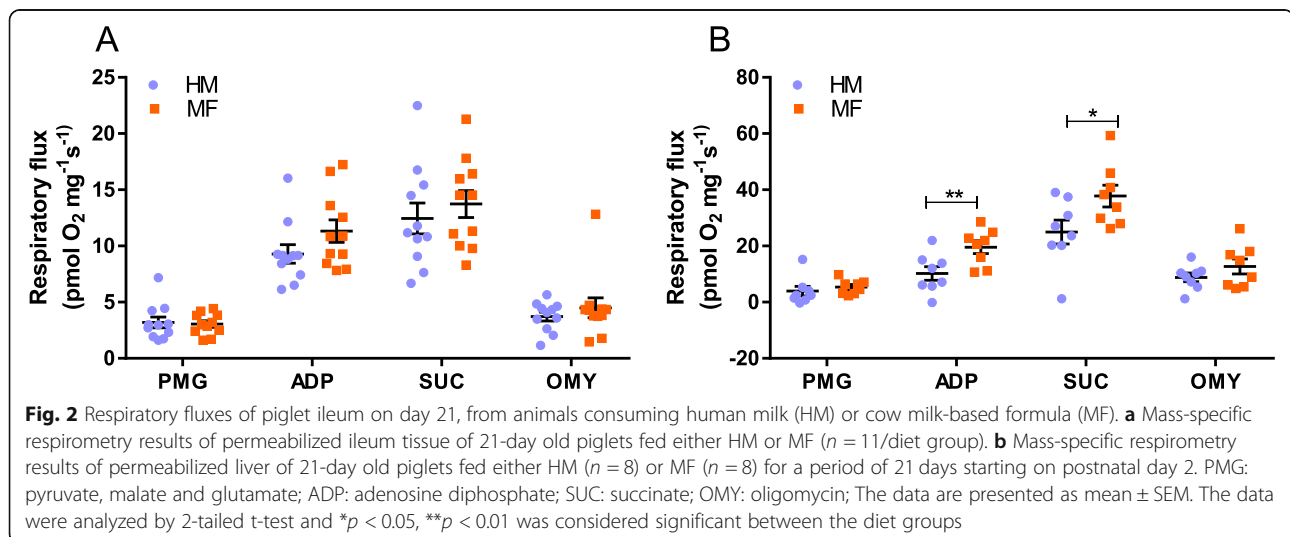 A
25
20
15
10
5
0
Respiratory flux
(pmol O₂ mg⁻¹s⁻¹)
HM
MF
PMG ADP SUC OMY
B
80
60
40
20
0
-20
Respiratory flux
(pmol O₂ mg⁻¹s⁻¹)
HM
MF
**
*
PMG ADP SUC OMY
Fig. 2 Respiratory fluxes of piglet ileum on day 21, from animals consuming human milk (HM) or cow milk-based formula (MF). a Mass-specific
respirometry results of permeabilized ileum tissue of 21-day old piglets fed either HM or MF (n = 11/diet group). b Mass-specific respirometry
results of permeabilized liver of 21-day old piglets fed either HM (n = 8) or MF (n = 8) for a period of 21 days starting on postnatal day 2. PMG:
pyruvate, malate and glutamate; ADP: adenosine diphosphate; SUC: succinate; OMY: oligomycin; The data are presented as mean ± SEM. The data
were analyzed by 2-tailed t-test and *p < 0.05, **p < 0.01 was considered significant between the diet groups